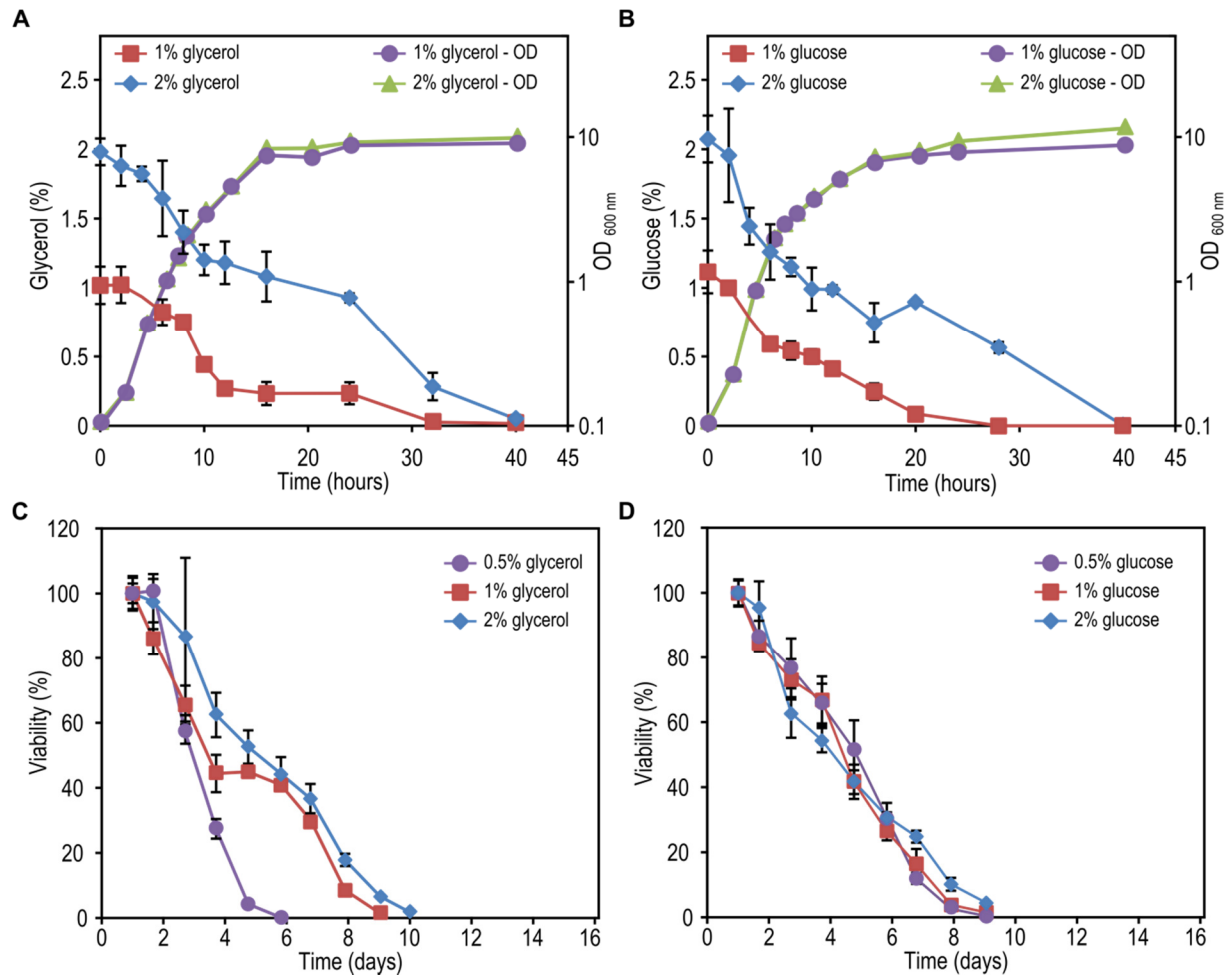 A
1% glycerol
1% glycerol - OD
2% glycerol
2% glycerol - OD
Glycerol (%)
2.5
2
1.5
1
0.5
0
10
1
0.1
OD 600 nm
0 10 20 30 40 45
Time (hours)
B
1% glucose
1% glucose - OD
2% glucose
2% glucose - OD
Glucose (%)
2.5
2
1.5
1
0.5
0
10
1
0.1
OD 600 nm
0 10 20 30 40 45
Time (hours)
C
0.5% glycerol
1% glycerol
2% glycerol
Viability (%)
120
100
80
60
40
20
0
0 2 4 6 8 10 12 14 16
Time (days)
D
0.5% glucose
1% glucose
2% glucose
Viability (%)
120
100
80
60
40
20
0
0 2 4 6 8 10 12 14 16
Time (days)